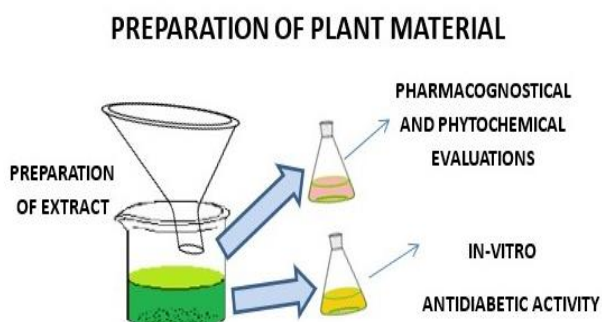 PREPARATION OF PLANT MATERIAL
PHARMACOGNOSTICAL
AND PHYTOCHEMICAL
EVALUATIONS
PREPARATION
OF EXTRACT
IN-VITRO
ANTIDIABETIC ACTIVITY